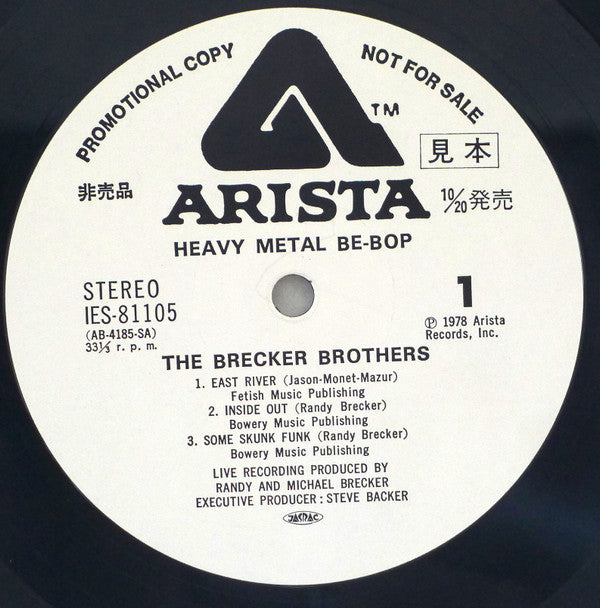 PROMOTIONAL COPY
NOT FOR SALE
TM
見本
非売品
ARISTA
10/20発売
HEAVY METAL BE-BOP
STEREO
IES-81105
(AB-4185-SA)
33⅓ r. p. m.
1
Ⓟ 1978 Arista
Records, Inc.
THE BRECKER BROTHERS
1. EAST RIVER (Jason-Monet-Mazur)
Fetish Music Publishing
2. INSIDE OUT (Randy Brecker)
Bowery Music Publishing
3. SOME SKUNK FUNK (Randy Brecker)
Bowery Music Publishing
LIVE RECORDING PRODUCED BY
RANDY AND MICHAEL BRECKER
EXECUTIVE PRODUCER : STEVE BACKER
JASRAC